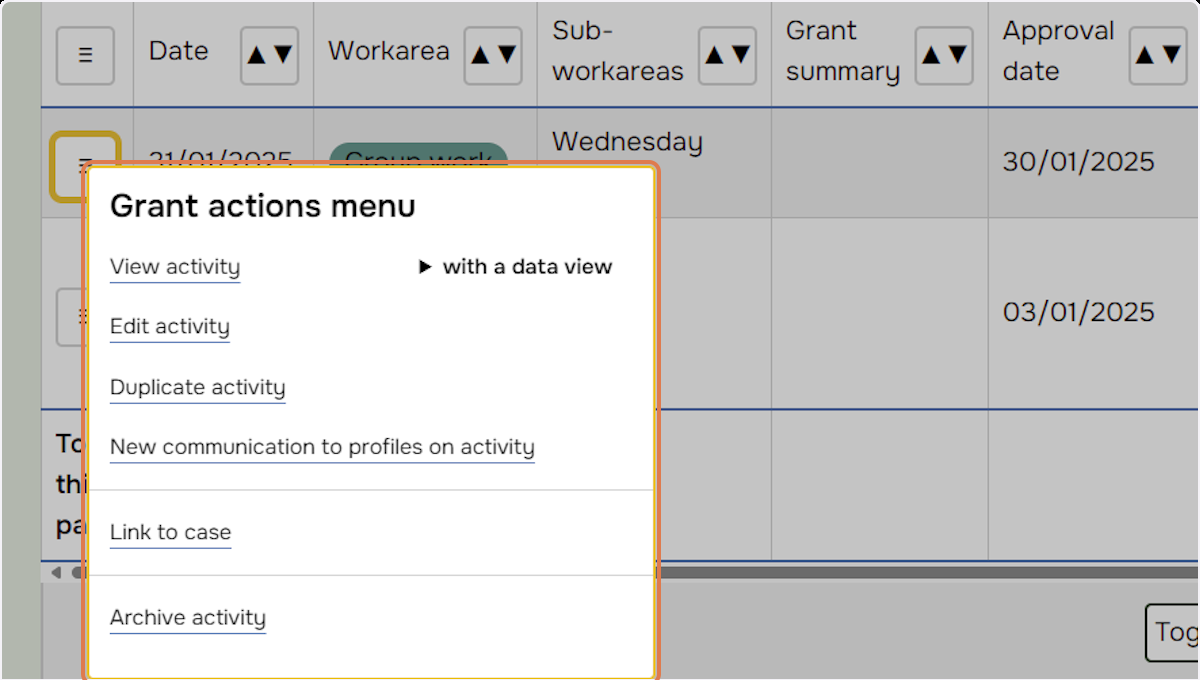 Date
Workarea
Sub-
workareas
Grant
summary
Approval
date
31/01/2025
Group work
Wednesday
30/01/2025
Grant actions menu
View activity
with a data view
Edit activity
03/01/2025
Duplicate activity
New communication to profiles on activity
To
thi
pa
Link to case
Archive activity
Tog